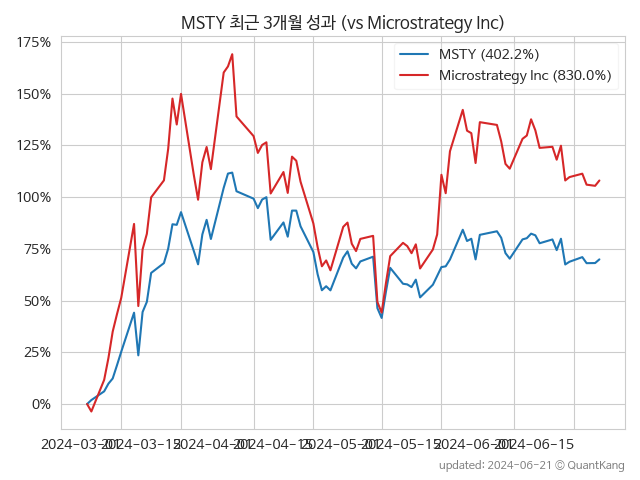 MSTY 최근 3개월 성과 (vs Microstrategy Inc)
MSTY (402.2%)
Microstrategy Inc (830.0%)
175%
150%
125%
100%
75%
50%
25%
0%
2024-03-01 2024-03-15 2024-04-01 2024-04-15 2024-05-01 2024-05-15 2024-06-01 2024-06-15
updated: 2024-06-21 ⓒ QuantKang